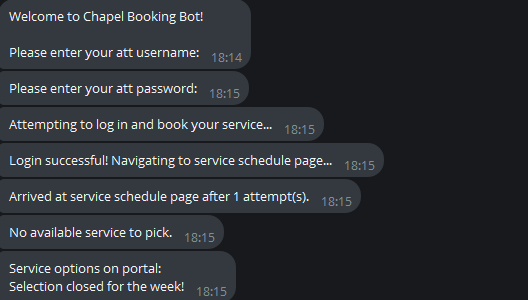 Welcome to Chapel Booking Bot!
Please enter your att username: 18:14
Please enter your att password: 18:15
Attempting to log in and book your service... 18:15
Login successful! Navigating to service schedule page... 18:15
Arrived at service schedule page after 1 attempt(s). 18:15
No available service to pick. 18:15
Service options on portal:
Selection closed for the week! 18:15